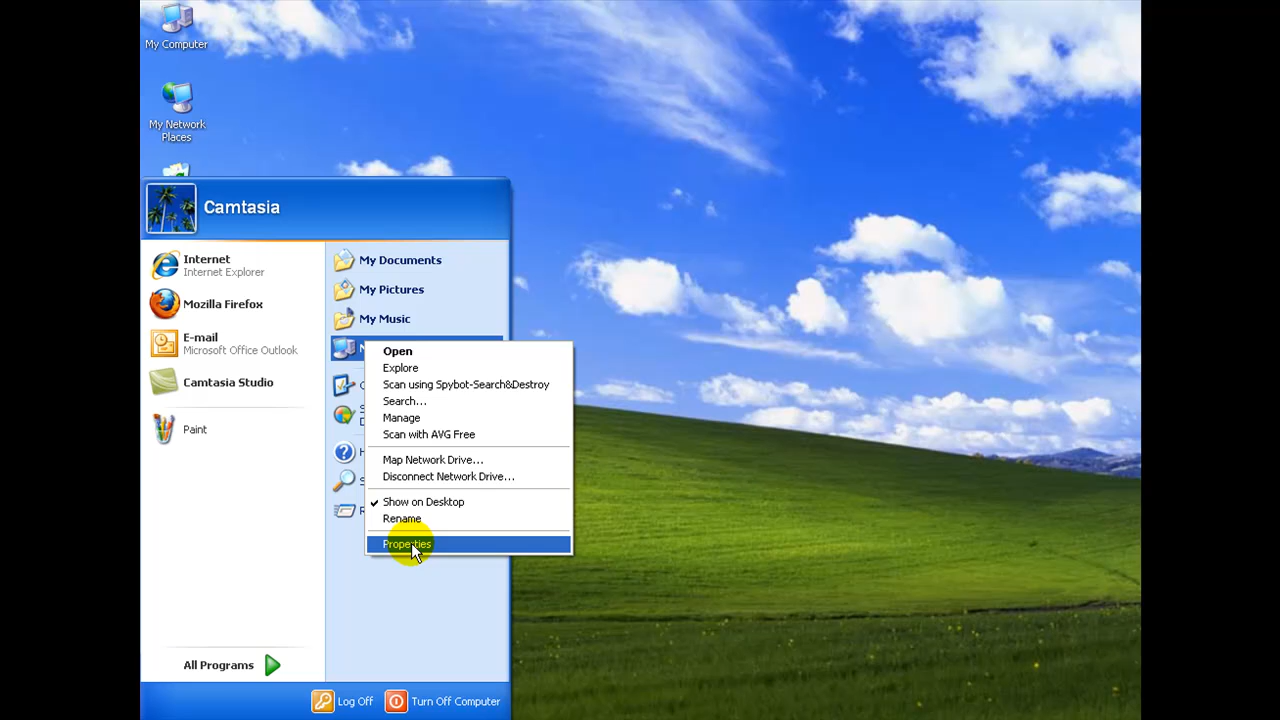 My Computer
My Network
Places
Camtasia
Internet
Internet Explorer
Mozilla Firefox
E-mail
Microsoft Office Outlook
Camtasia Studio
Paint
All Programs
My Documents
My Pictures
My Music
Open
Explore
Scan using Spybot-Search&Destroy
Search...
Manage
Scan with AVG Free
Map Network Drive...
Disconnect Network Drive...
Show on Desktop
Rename
Properties
Log Off
Turn Off Computer